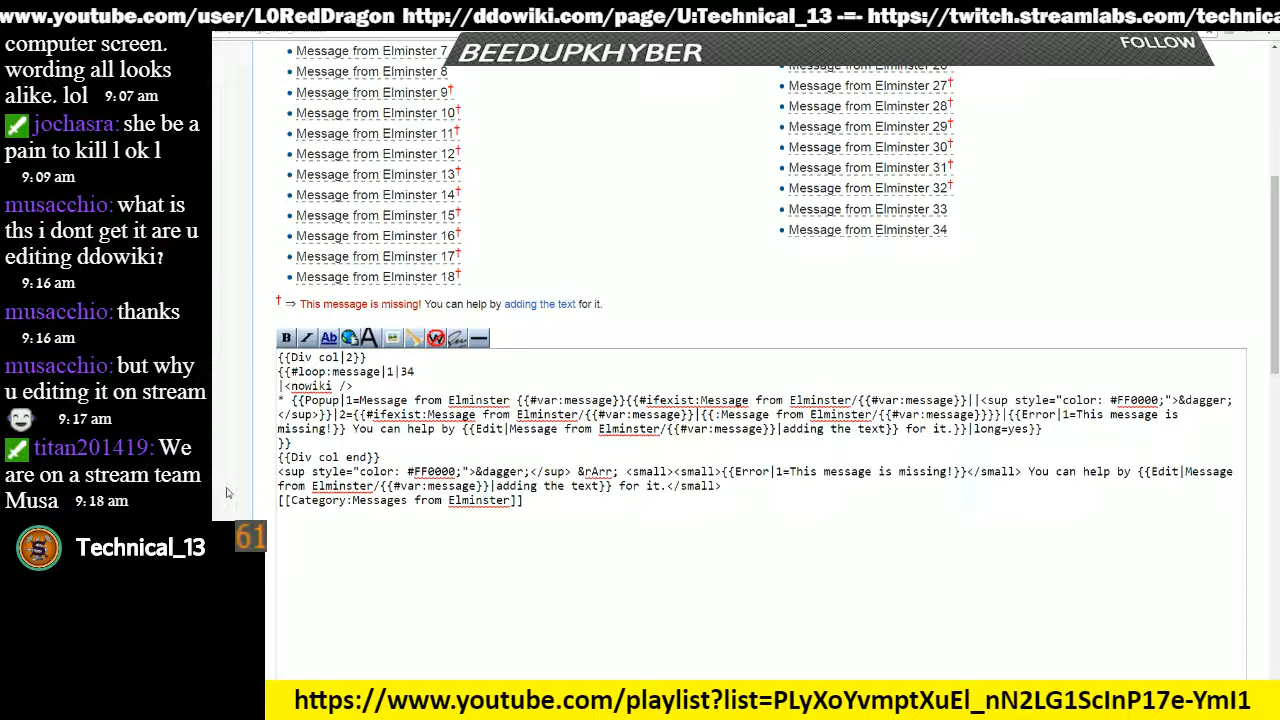 www.youtube.com/user/L0RedDragon http://ddowiki.com/page/U:Technical_13 -=- https://twitch.streamlabs.com/technica
BEEDUPKHYBER
FOLLOW
computer screen.
wording all looks
alike. lol 9:07 am
jochasra: she be a
pain to kill l ok l
9:09 am
musacchio: what is
ths i dont get it are u
editing ddowiki?
9:16 am
musacchio: thanks
9:16 am
musacchio: but why
u editing it on stream
9:17 am
titan201419: We
are on a stream team
Musa 9:18 am
Technical_13
61
Message from Elminster 7
Message from Elminster 8
Message from Elminster 9†
Message from Elminster 10†
Message from Elminster 11†
Message from Elminster 12†
Message from Elminster 13†
Message from Elminster 14†
Message from Elminster 15†
Message from Elminster 16†
Message from Elminster 17†
Message from Elminster 18†
Message from Elminster 26
Message from Elminster 27†
Message from Elminster 28†
Message from Elminster 29†
Message from Elminster 30†
Message from Elminster 31†
Message from Elminster 32†
Message from Elminster 33
Message from Elminster 34
† ⇒ This message is missing! You can help by adding the text for it.
B I Ab A W
{{Div col|2}}
{{#loop:message|1|34
|<nowiki />
* {{Popup|1=Message from Elminster {{#var:message}}{{#ifexist:Message from Elminster/{{#var:message}}||<sup style="color: #FF0000;">&dagger;
</sup>}}|2={{#ifexist:Message from Elminster/{{#var:message}}|{{:Message from Elminster/{{#var:message}}}}|{{Error|1=This message is
missing!}} You can help by {{Edit|Message from Elminster/{{#var:message}}|adding the text}} for it.}}|long=yes}}
}}
{{Div col end}}
<sup style="color: #FF0000;">&dagger;</sup> &rArr; <small><small>{{Error|1=This message is missing!}}</small> You can help by {{Edit|Message
from Elminster/{{#var:message}}|adding the text}} for it.</small>
[[Category:Messages from Elminster]]
https://www.youtube.com/playlist?list=PLyXoYvmptXuEl_nN2LG1ScInP17e-YmI1